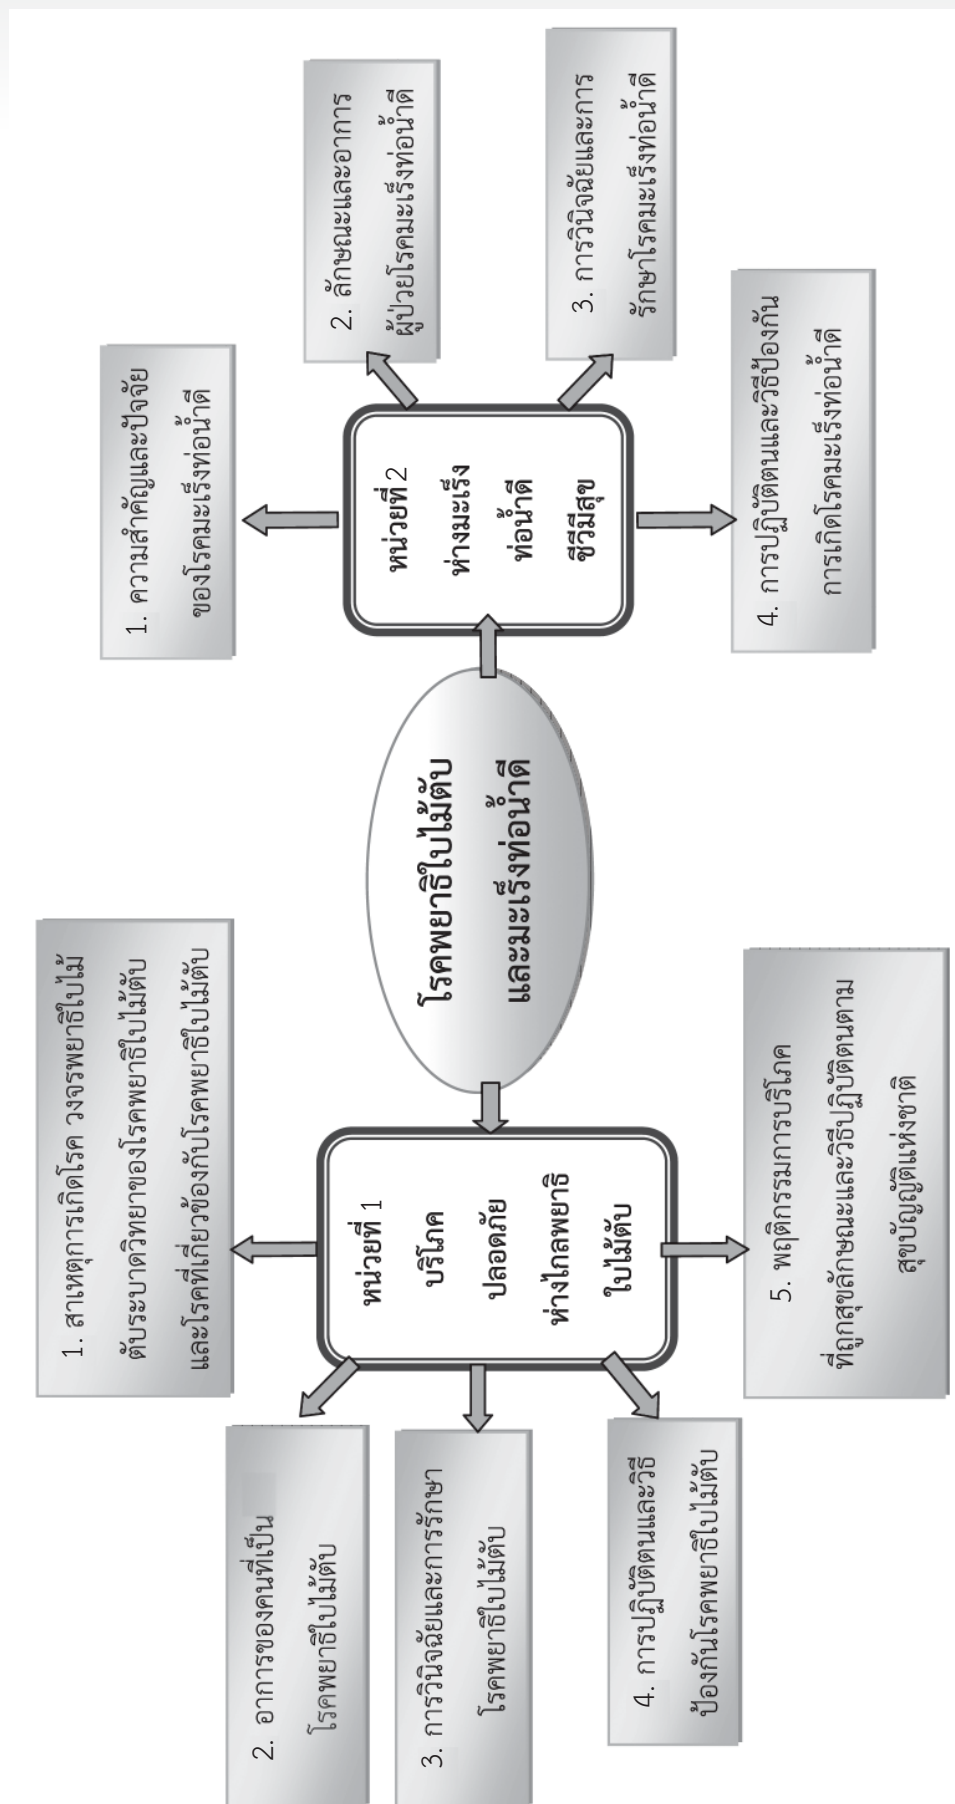 โรคพยาธิใบไม้ตับ
และมะเร็งท่อน้ำดี
หน่วยที่ 1
บริโภค
ปลอดภัย
ห่างไกลพยาธิ
ใบไม้ตับ
1. สาเหตุการเกิดโรค วงจรพยาธิใบไม้
ตับระบาดวิทยาของโรคพยาธิใบไม้ตับ
และโรคที่เกี่ยวข้องกับโรคพยาธิใบไม้ตับ
2. อาการของคนที่เป็น
โรคพยาธิใบไม้ตับ
3. การวินิจฉัยและการรักษา
โรคพยาธิใบไม้ตับ
4. การปฏิบัติตนและวิธี
ป้องกันโรคพยาธิใบไม้ตับ
5. พฤติกรรมการบริโภค
ที่ถูกสุขลักษณะและวิธีปฏิบัติตนตาม
สุขบัญญัติแห่งชาติ
หน่วยที่ 2
ห่างมะเร็ง
ท่อน้ำดี
ชีวีมีสุข
1. ความสำคัญและปัจจัย
ของโรคมะเร็งท่อน้ำดี
2. ลักษณะและอาการ
ผู้ป่วยโรคมะเร็งท่อน้ำดี
3. การวินิจฉัยและการ
รักษาโรคมะเร็งท่อน้ำดี
4. การปฏิบัติตนและวิธีป้องกัน
การเกิดโรคมะเร็งท่อน้ำดี